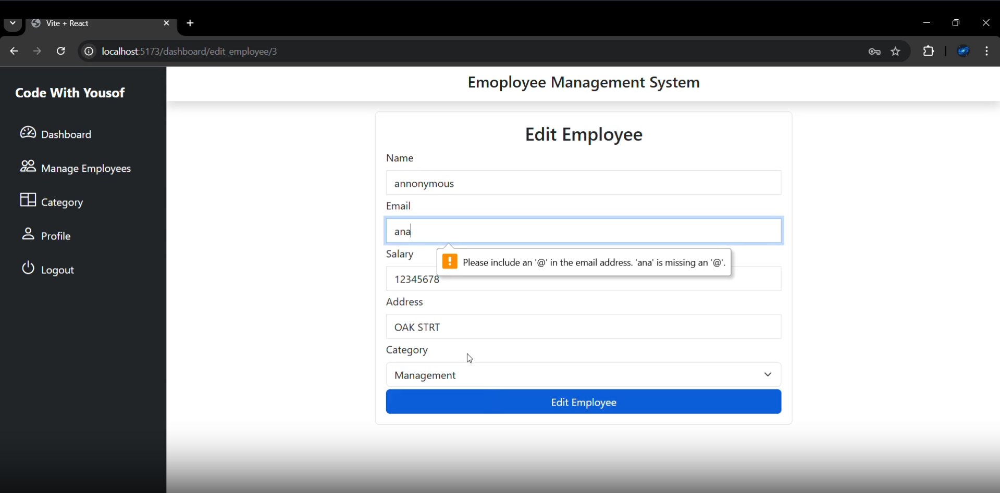 Vite + React
localhost:5173/dashboard/edit_employee/3
Code With Yousof
Dashboard
Manage Employees
Category
Profile
Logout
Emoployee Management System
Edit Employee
Name
annonymous
Email
ana
Please include an '@' in the email address. 'ana' is missing an '@'.
Salary
12345678
Address
OAK STRT
Category
Management
Edit Employee